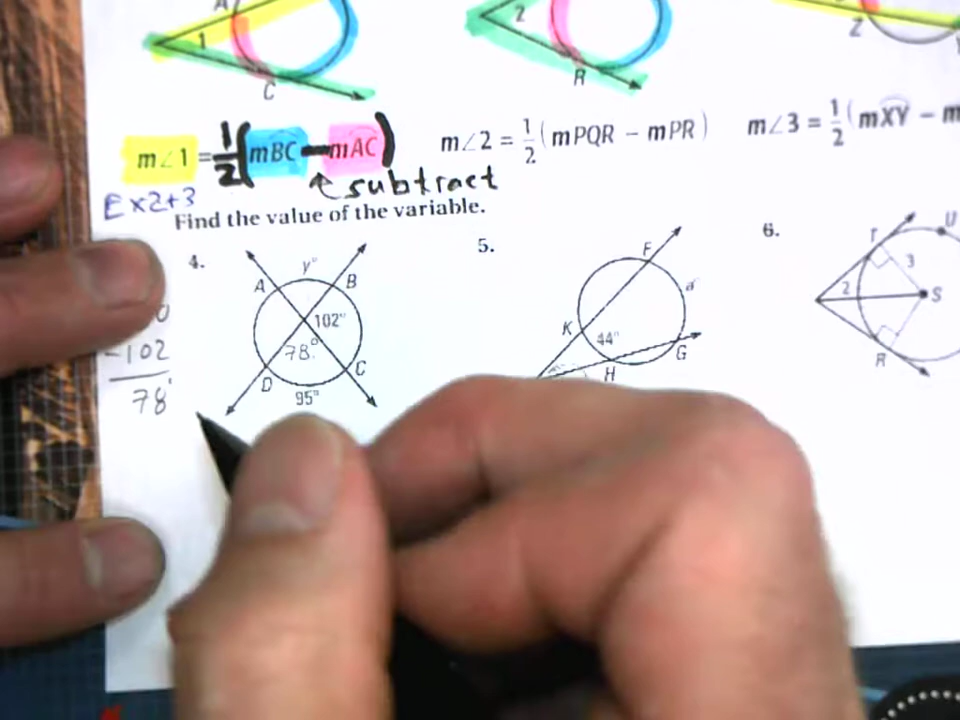 A
1
C
2
R
Z
m∠1 = 1/2 (mBC — mAC)
m∠2 = 1/2 (mPQR − mPR)
m∠3 = 1/2 (mXY − m
subtract
Ex 2+3
Find the value of the variable.
4.
y°
A
B
102°
78°
D
C
95°
0
-102
78°
5.
F
K
44°
a°
G
H
6.
T
U
3
2
S
R